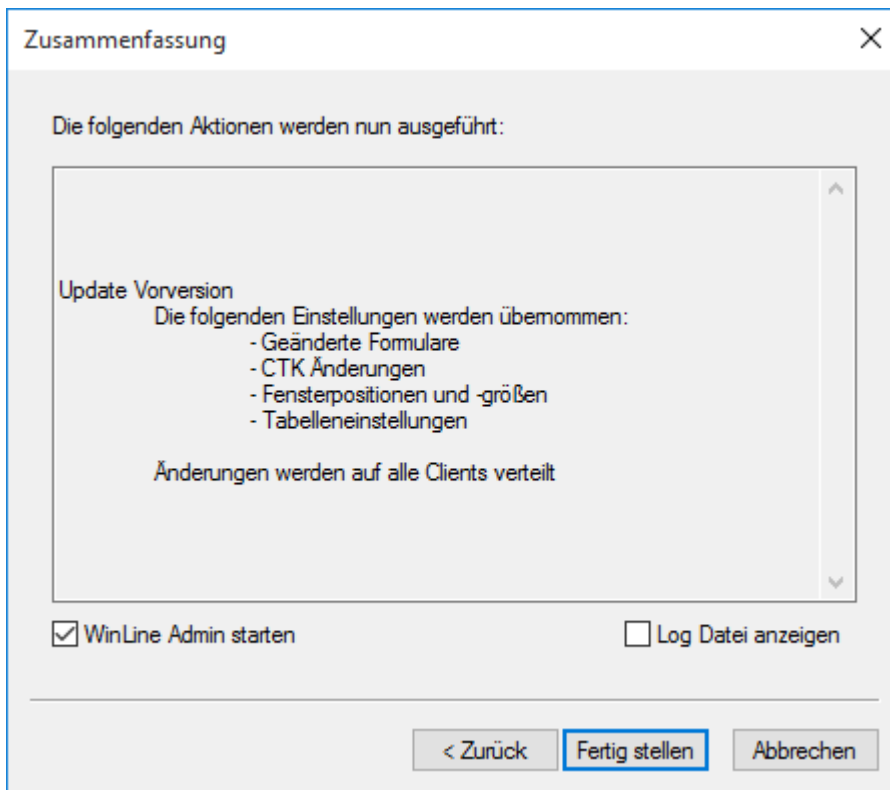 Zusammenfassung
Die folgenden Aktionen werden nun ausgeführt:
Update Vorversion
Die folgenden Einstellungen werden übernommen:
- Geänderte Formulare
- CTK Änderungen
- Fensterpositionen und -größen
- Tabelleneinstellungen
Änderungen werden auf alle Clients verteilt
WinLine Admin starten
Log Datei anzeigen
< Zurück
Fertig stellen
Abbrechen